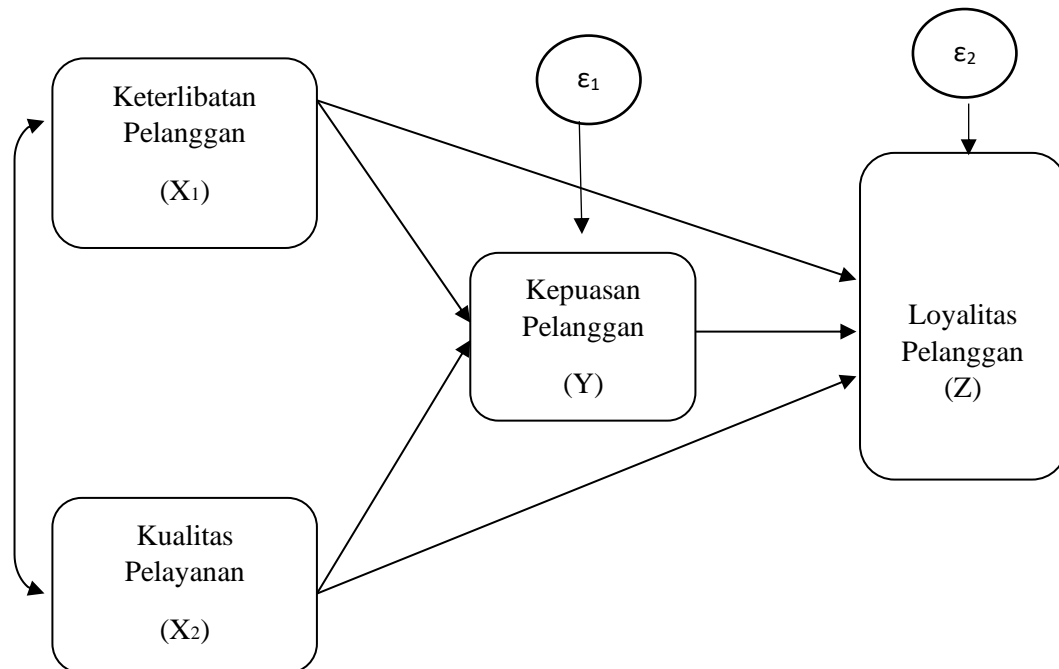 ε₂
ε₁
Keterlibatan
Pelanggan
(X₁)
Kepuasan
Pelanggan
(Y)
Loyalitas
Pelanggan
(Z)
Kualitas
Pelayanan
(X₂)